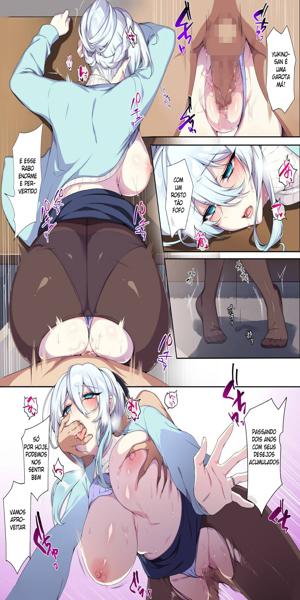 YUKINO-
SAN É
UMA
GAROTA
MÁ!
E ESSE
RABO
ENORME
E PER-
VERTIDO
COM
UM ROSTO
TÃO
FOFO
PASSANDO
DOIS ANOS
COM SEUS
DESEJOS
ACUMULADOS
SÓ
POR HOJE,
PODEMOS
NOS
SENTIR
BEM
VAMOS
APRO-
VEITAR